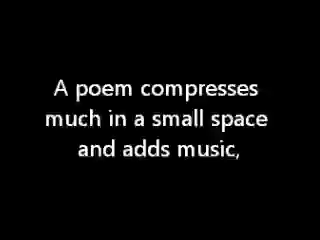 A poem compresses
much in a small space
and adds music,